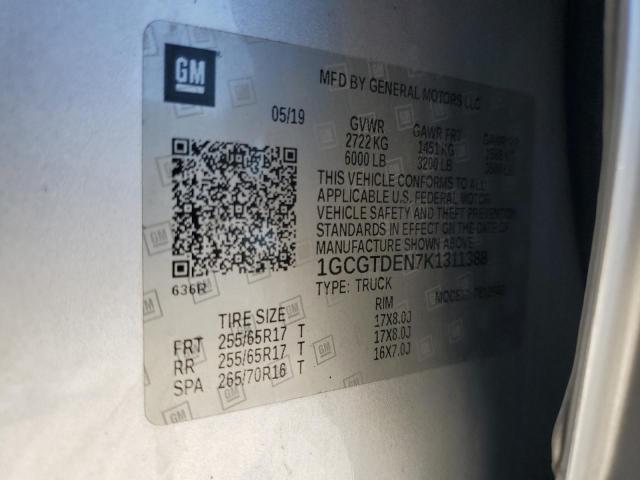 GM
MFD BY GENERAL MOTORS LLC
05/19
GVWR GAWR FRT
2722 KG 1451 KG
6000 LB 3200 LB
THIS VEHICLE CONFORMS TO ALL
APPLICABLE U.S. FEDERAL MOTOR
VEHICLE SAFETY AND THEFT PREVENTION
STANDARDS IN EFFECT ON THE DATE OF
MANUFACTURE SHOWN ABOVE.
1GCGTDEN7K1311388
TYPE: TRUCK
636R
TIRE SIZE RIM
FRT 255/65R17 T 17X8.0J
RR 255/65R17 T 17X8.0J
SPA 265/70R16 T 16X7.0J